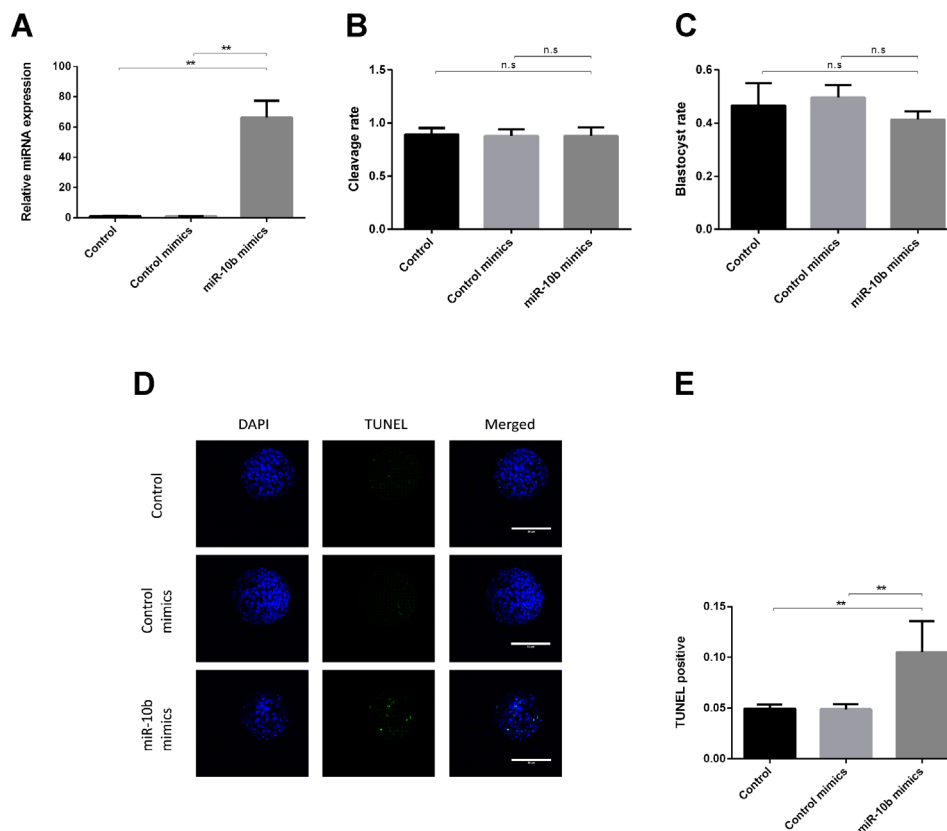 A
**
**
Relative miRNA expression
100
80
60
40
20
0
Control
Control mimics
miR-10b mimics
B
n.s
n.s
Cleavage rate
1.5
1.0
0.5
0.0
Control
Control mimics
miR-10b mimics
C
n.s
n.s
Blastocyst rate
0.6
0.4
0.2
0.0
Control
Control mimics
miR-10b mimics
D
DAPI TUNEL Merged
Control
Control
mimics
miR-10b
mimics
E
**
**
TUNEL positive
0.15
0.10
0.05
0.00
Control
Control mimics
miR-10b mimics